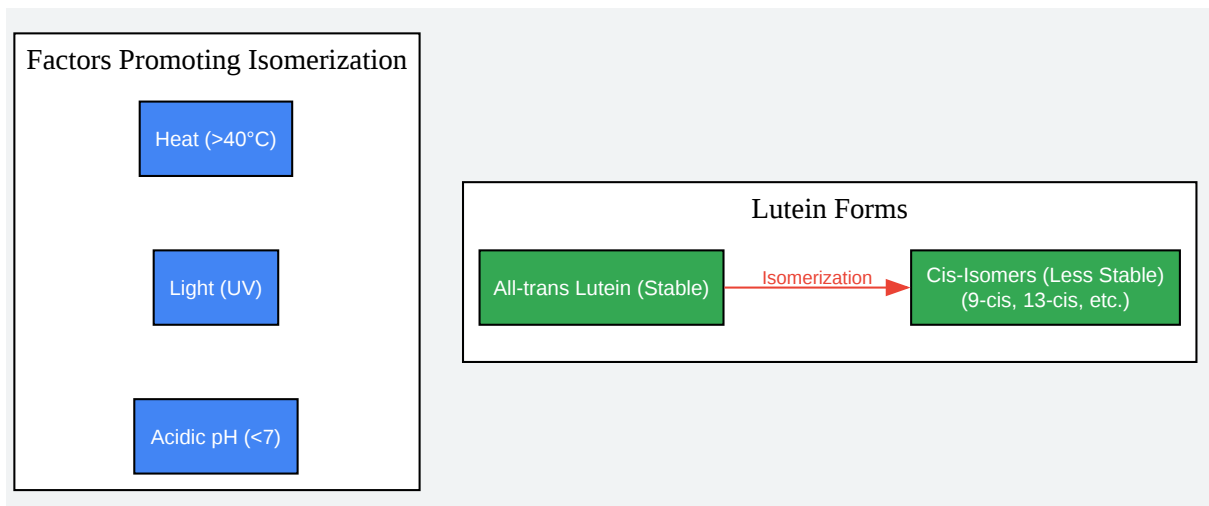 Factors Promoting Isomerization
Heat (>40°C)
Light (UV)
Acidic pH (<7)
Lutein Forms
All-trans Lutein (Stable)
Isomerization
Cis-Isomers (Less Stable)
(9-cis, 13-cis, etc.)